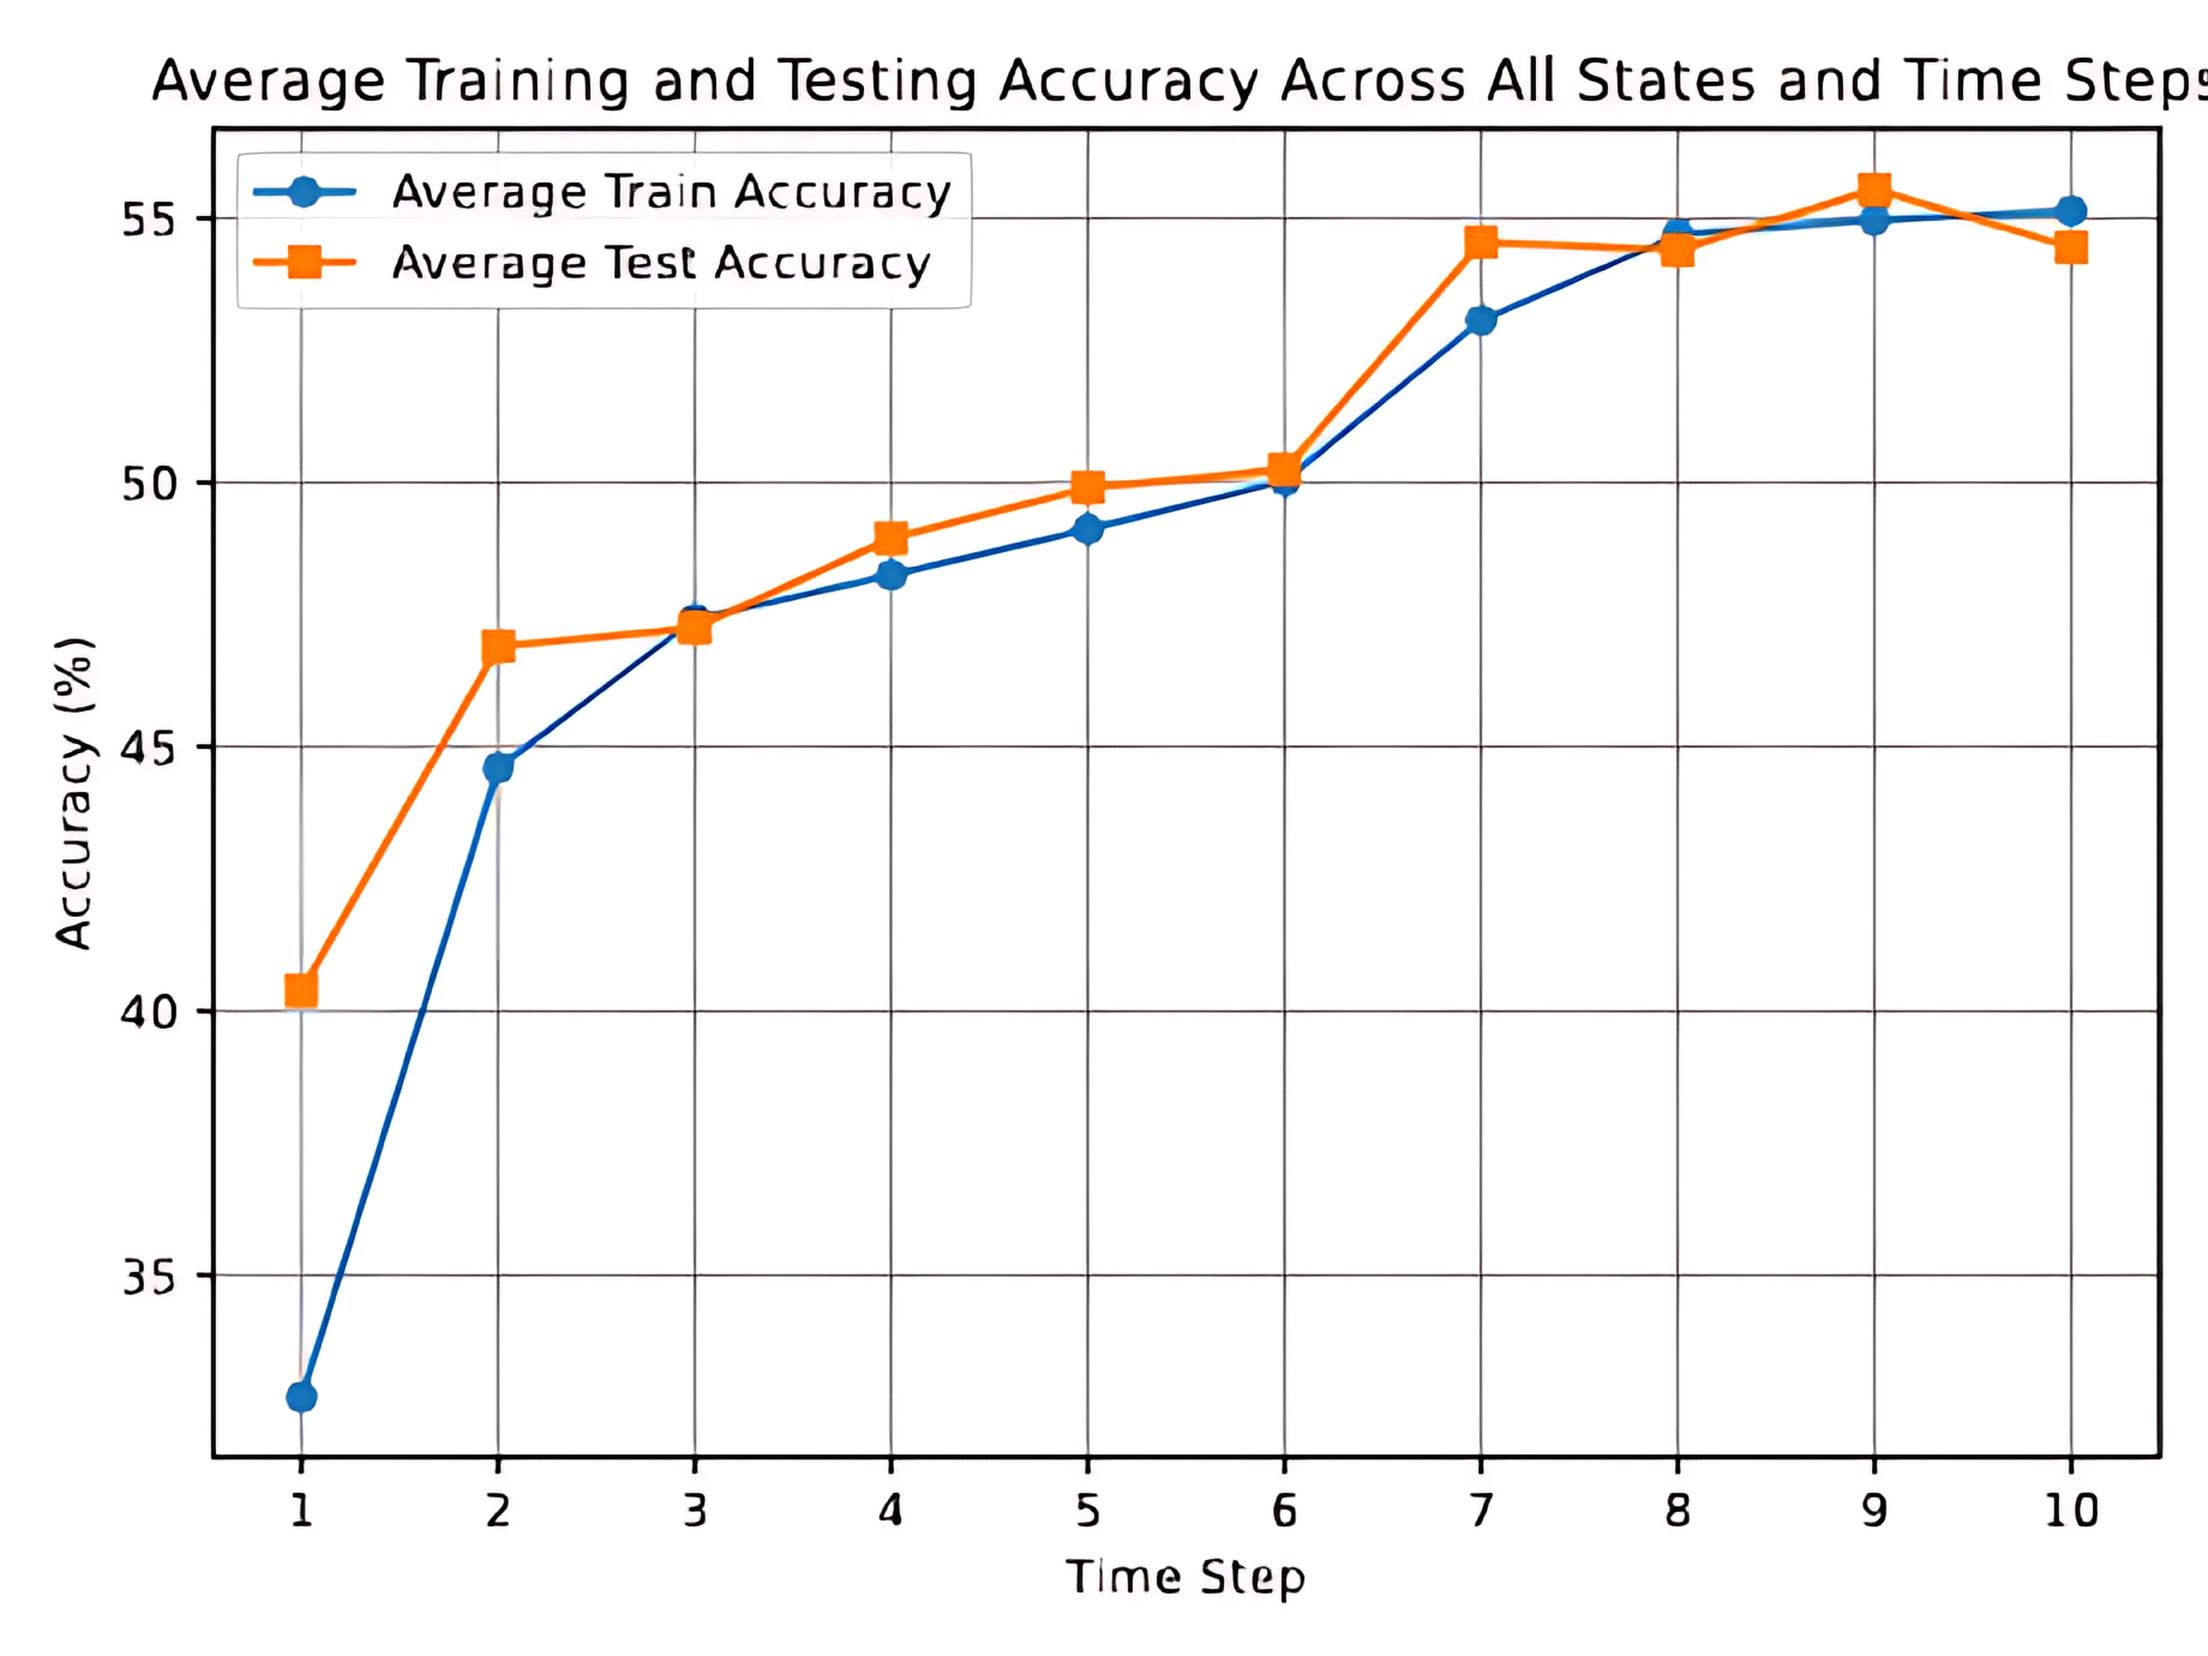 Average Training and Testing Accuracy Across All States and Time Steps
Average Train Accuracy
Average Test Accuracy
55
50
45
40
35
Accuracy (%)
1 2 3 4 5 6 7 8 9 10
Time Step